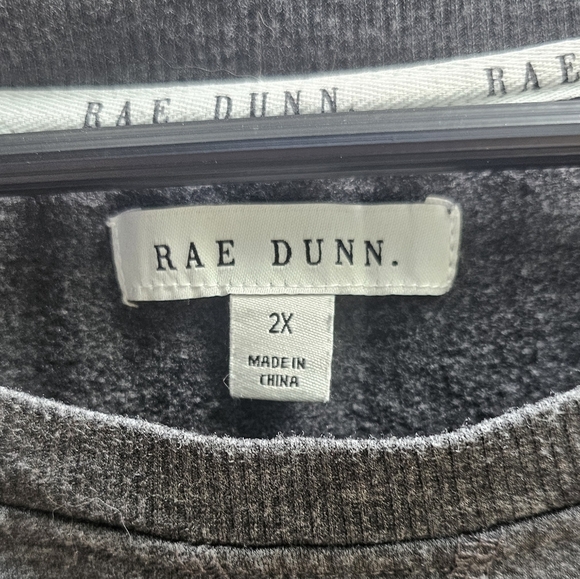 RAE DUNN. RAE
RAE DUNN.
2X
MADE IN
CHINA